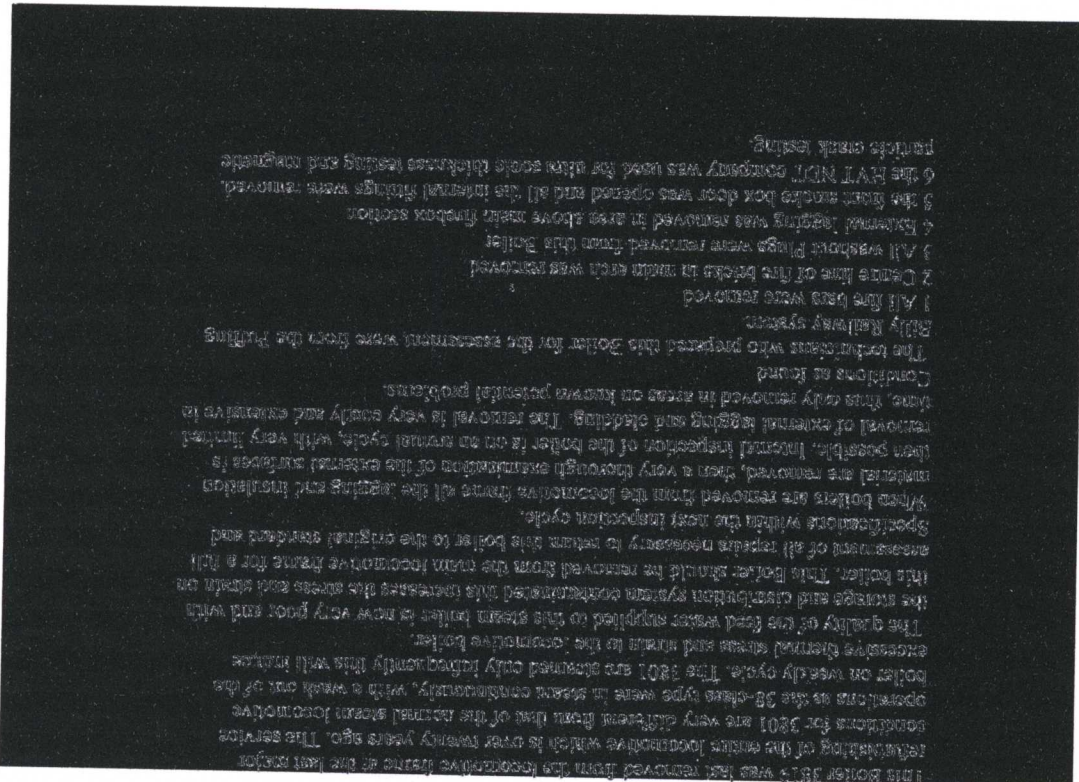 This Boiler 3813 was last removed from the locomotive frame at the last major
refurbishing of the entire locomotive which is over twenty years ago. The service
conditions for 3801 are very different from that of the normal steam locomotive
operations as the 38-class type were in steam continuously, with a wash out of the
boiler on weekly cycle. The 3801 are steamed only infrequently this will induce
excessive thermal stress and strain to the locomotive boiler.
The quality of the feed water supplied to this steam boiler is now very poor and with
the storage and distribution system contaminated this increases the stress and strain on
this boiler. This Boiler should be removed from the main locomotive frame for a full
assessment of all repairs necessary to return this boiler to the original standard and
Specifications within the next inspection cycle.
When boilers are removed from the locomotive frame all the lagging and insulation
material are removed, then a very thorough examination of the external surfaces is
then possible. Internal inspection of the boiler is on an annual cycle, with very limited
removal of external lagging and cladding. The removal is very costly and extensive in
time, thus only removed in areas on known potential problems.
Conditions as found
The technicians who prepared this Boiler for the assessment were from the Puffing
Billy Railway system.
1 All fire bars were removed
2 Centre line of fire bricks in main arch was removed
3 All washout Plugs were removed from this Boiler
4 External lagging was removed in area above main firebox section
5 the front smoke box door was opened and all the internal fittings were removed.
6 the HVT NDT company was used for ultra sonic thickness testing and magnetic
particle crack testing.